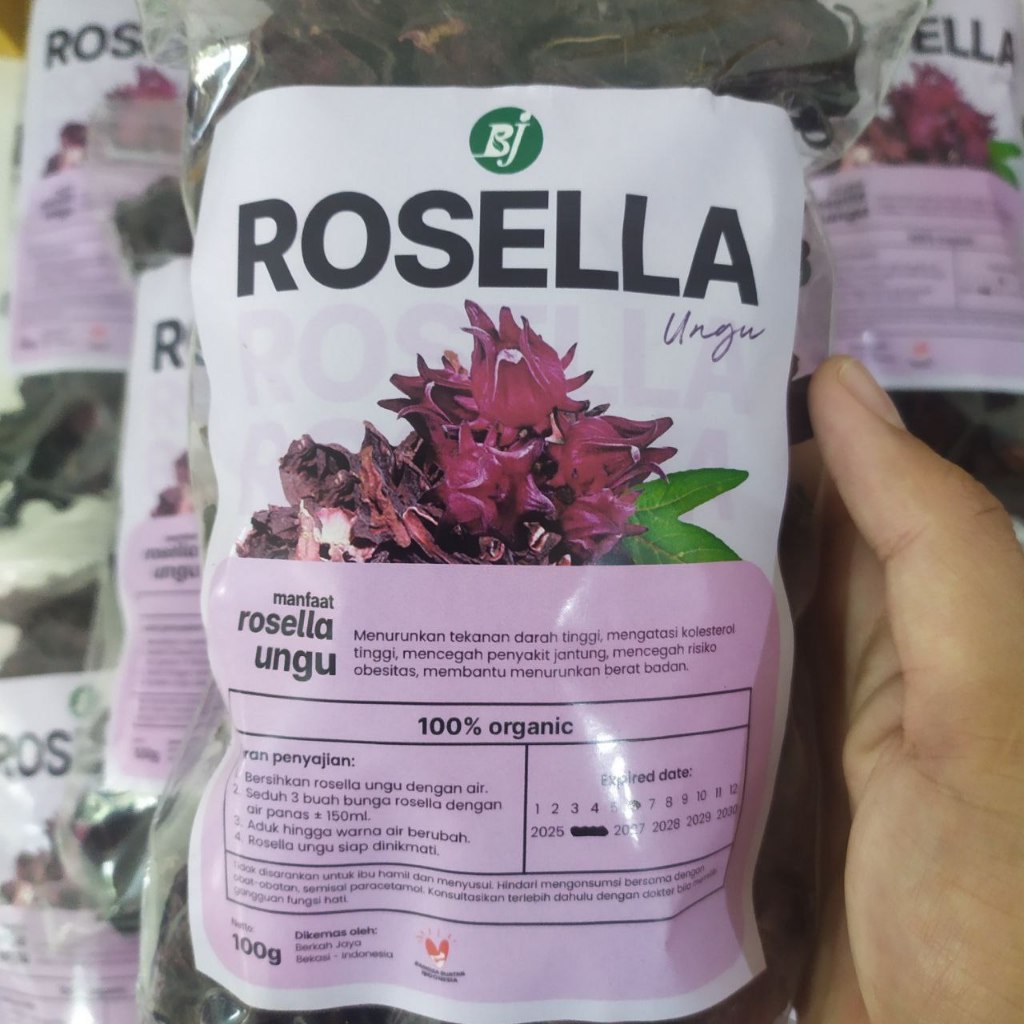 BJ
ROSELLA
Ungu
manfaat
rosella
ungu
Menurunkan tekanan darah tinggi, mengatasi kolesterol
tinggi, mencegah penyakit jantung, mencegah risiko
obesitas, membantu menurunkan berat badan.
100% organic
ran penyajian:
Bersihkan rosella ungu dengan air.
2. Seduh 3 buah bunga rosella dengan
air panas ± 150ml.
3. Aduk hingga warna air berubah.
4. Rosella ungu siap dinikmati.
Expired date:
1 2 3 4 5 7 8 9 10 11 12
2025 2027 2028 2029 2030
Tidak disarankan untuk ibu hamil dan menyusui. Hindari mengonsumsi bersama dengan
obat-obatan, semisal paracetamol. Konsultasikan terlebih dahulu dengan dokter bila memiliki
gangguan fungsi hati.
Netto:
100g
Dikemas oleh:
Berkah Jaya
Bekasi - Indonesia
BANGGA BUATAN
INDONESIA
ROS
ELLA
rosella
ungu
ROS